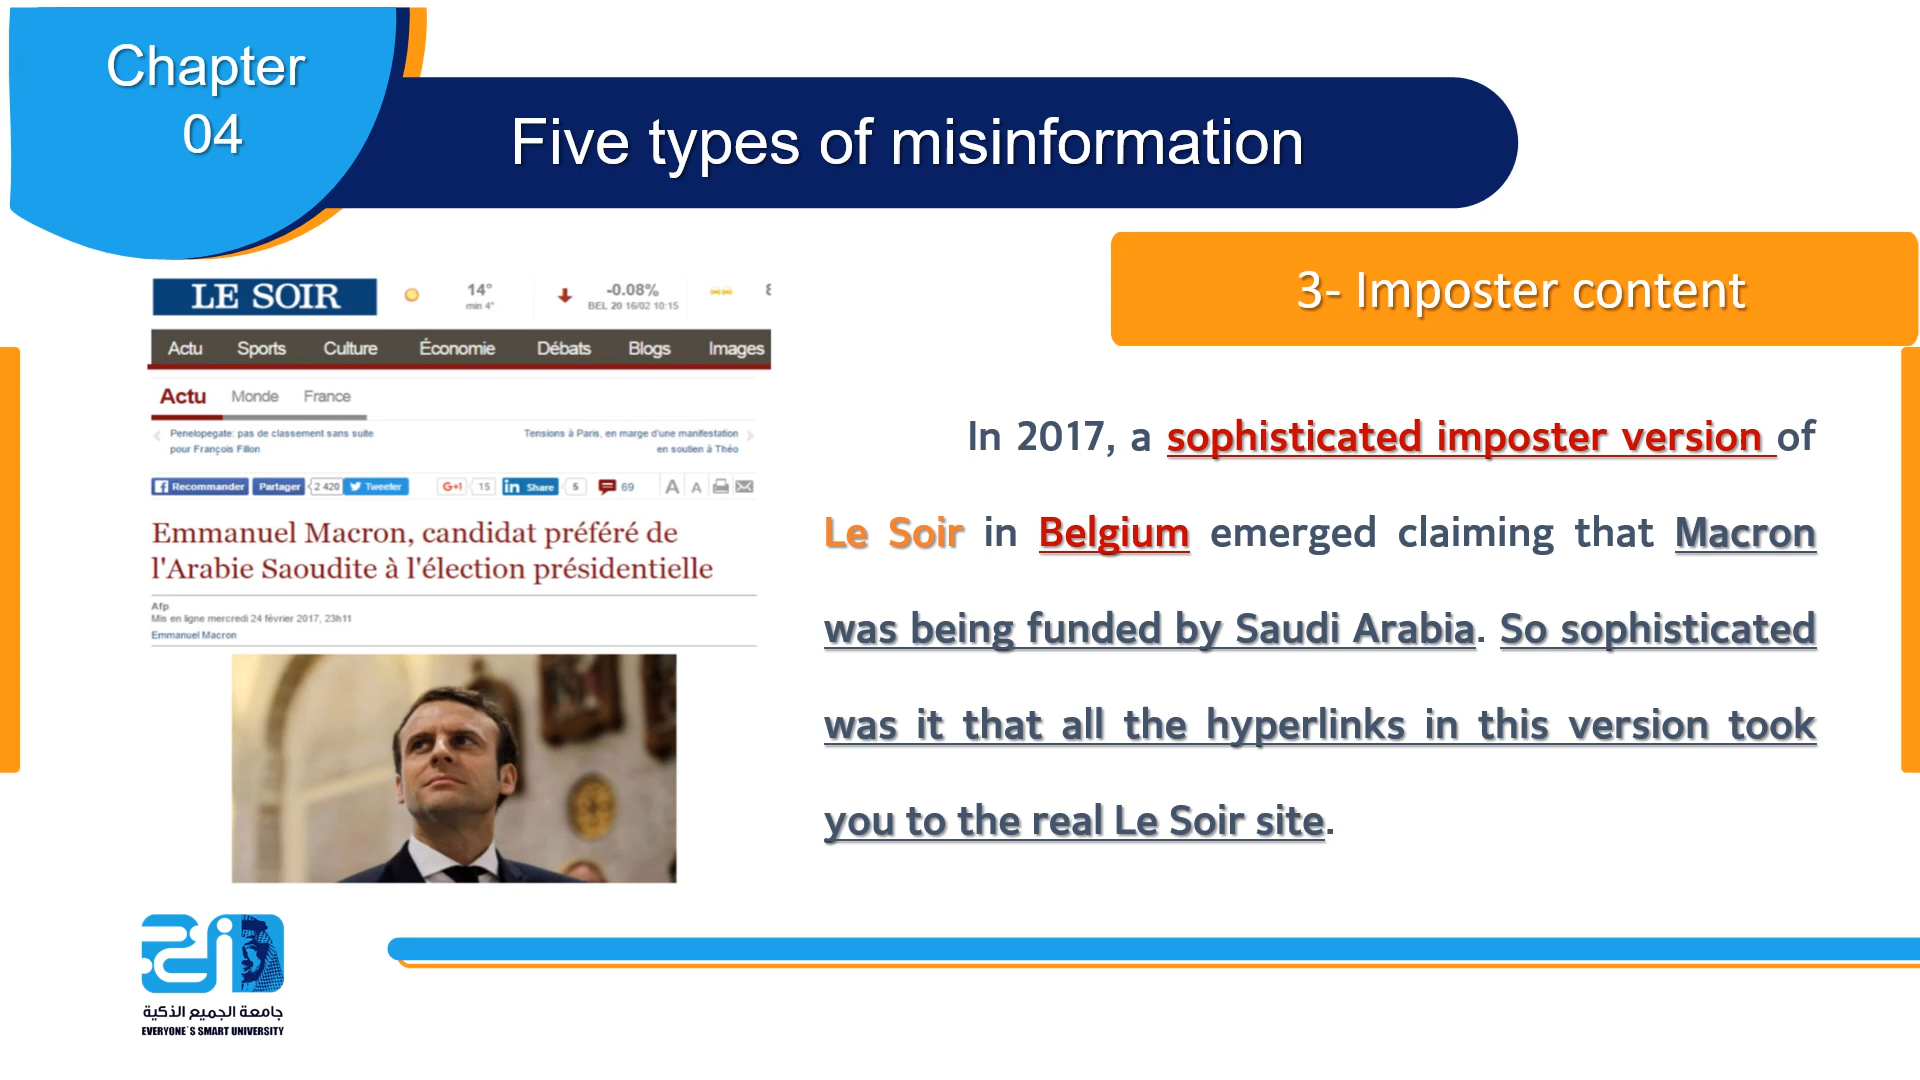 Chapter
04
Five types of misinformation
3- Imposter content
LE SOIR
14°
min 4°
-0.08%
BEL 20 16/02 10:15
Actu Sports Culture Économie Débats Blogs Images
Actu Monde France
Penelopegate: pas de classement sans suite
pour François Fillon
Tensions à Paris, en marge d'une manifestation
en soutien à Théo
Recommander Partager 2 420 Tweeter G+1 15 in Share 5 69 A A
Emmanuel Macron, candidat préféré de
l'Arabie Saoudite à l'élection présidentielle
Afp
Mis en ligne mercredi 24 février 2017, 23h11
Emmanuel Macron
In 2017, a sophisticated imposter version of
Le Soir in Belgium emerged claiming that Macron
was being funded by Saudi Arabia. So sophisticated
was it that all the hyperlinks in this version took
you to the real Le Soir site.
جامعة الجميع الذكية
EVERYONE`S SMART UNIVERSITY